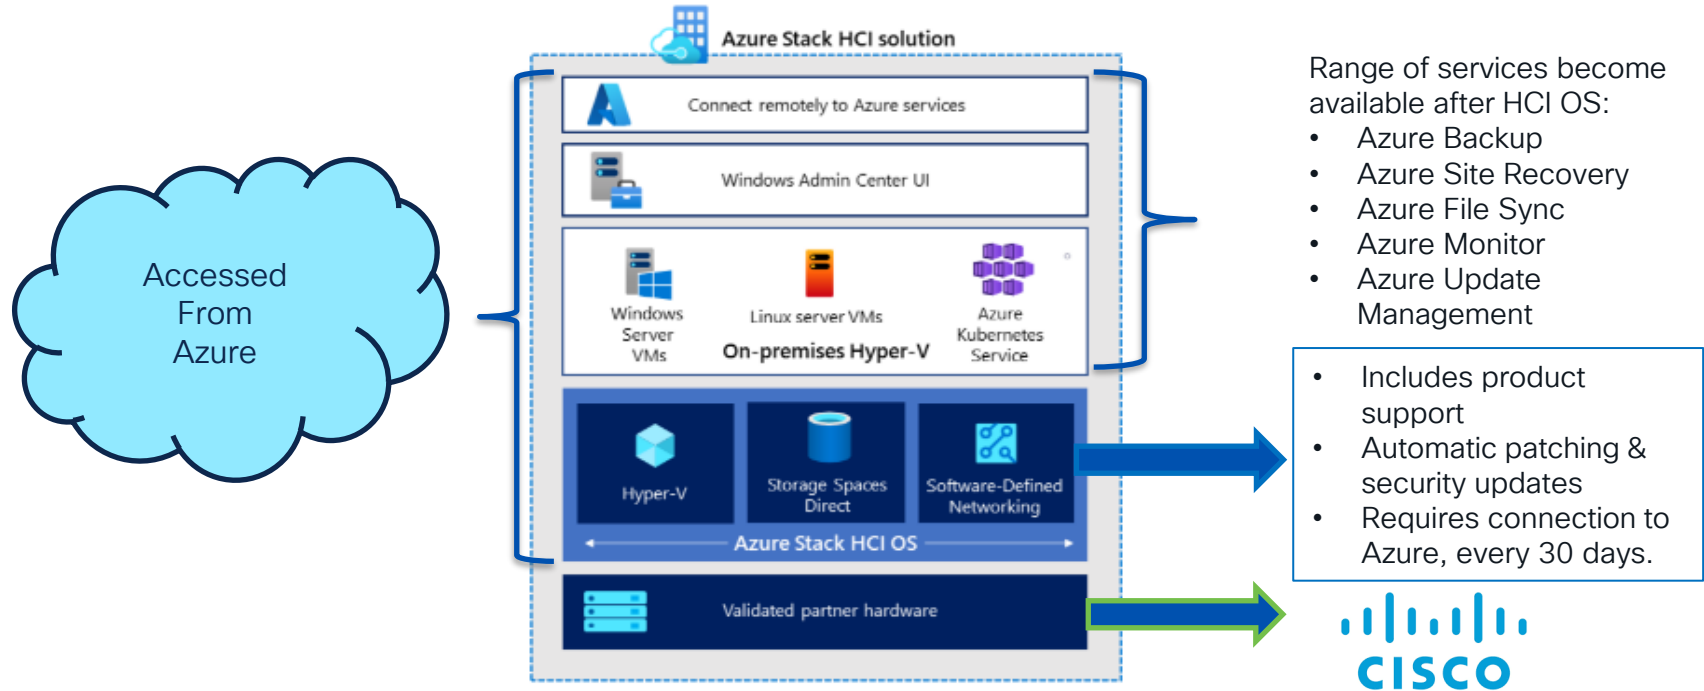 Azure Stack HCI solution
Connect remotely to Azure services
Windows Admin Center UI
Windows
Server
VMs
Linux server VMs
Azure
Kubernetes
Service
On-premises Hyper-V
Hyper-V
Storage Spaces
Direct
Software-Defined
Networking
Azure Stack HCI OS
Validated partner hardware
Accessed
From
Azure
Range of services become
available after HCI OS:
• Azure Backup
• Azure Site Recovery
• Azure File Sync
• Azure Monitor
• Azure Update
Management
• Includes product
support
• Automatic patching &
security updates
• Requires connection to
Azure, every 30 days.
CISCO